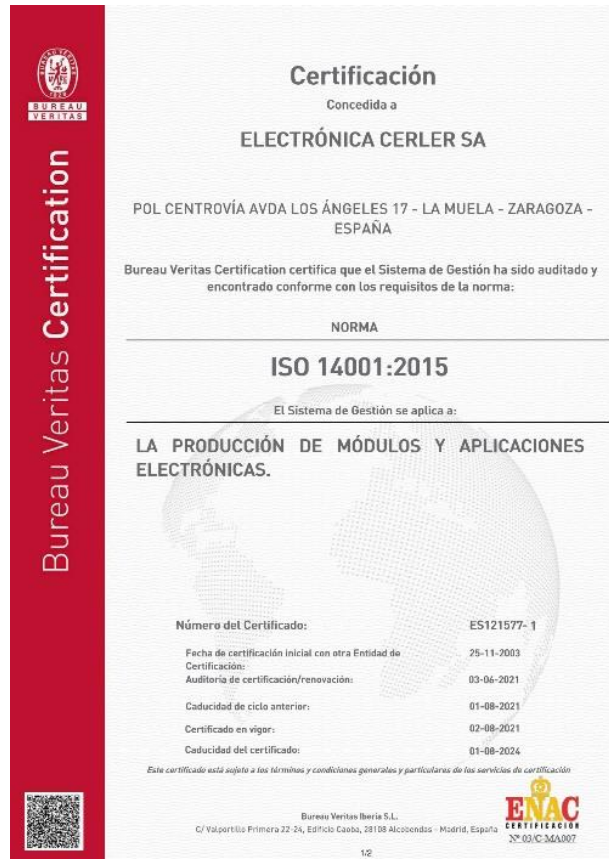 BUREAU
VERITAS
Bureau Veritas Certification
Certificación
Concedida a
ELECTRÓNICA CERLER SA
POL CENTROVÍA AVDA LOS ÁNGELES 17 - LA MUELA - ZARAGOZA -
ESPAÑA
Bureau Veritas Certification certifica que el Sistema de Gestión ha sido auditado y
encontrado conforme con los requisitos de la norma:
NORMA
ISO 14001:2015
El Sistema de Gestión se aplica a:
LA PRODUCCIÓN DE MÓDULOS Y APLICACIONES
ELECTRÓNICAS.
Número del Certificado: ES121577- 1
Fecha de certificación inicial con otra Entidad de 25-11-2003
Certificación:
Auditoría de certificación/renovación: 03-06-2021
Caducidad de ciclo anterior: 01-08-2021
Certificado en vigor: 02-08-2021
Caducidad del certificado: 01-08-2024
Este certificado está sujeto a los términos y condiciones generales y particulares de los servicios de certificación
Bureau Veritas Iberia S.L.
C/ Valportillo Primera 22-24, Edificio Caoba, 28108 Alcobendas - Madrid, España
1/2
ENAC
CERTIFICACIÓN
Nº 03/C-MA007